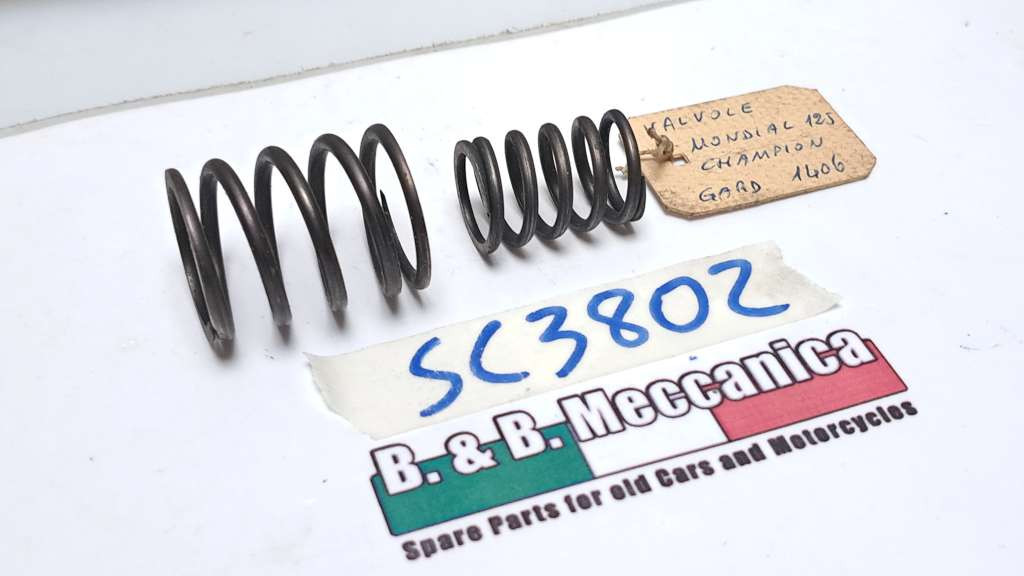 VALVOLE
MONDIAL 125
CHAMPION
GARD 1406
SC3802
B. & B. Meccanica
Spare Parts for old Cars and Motorcycles